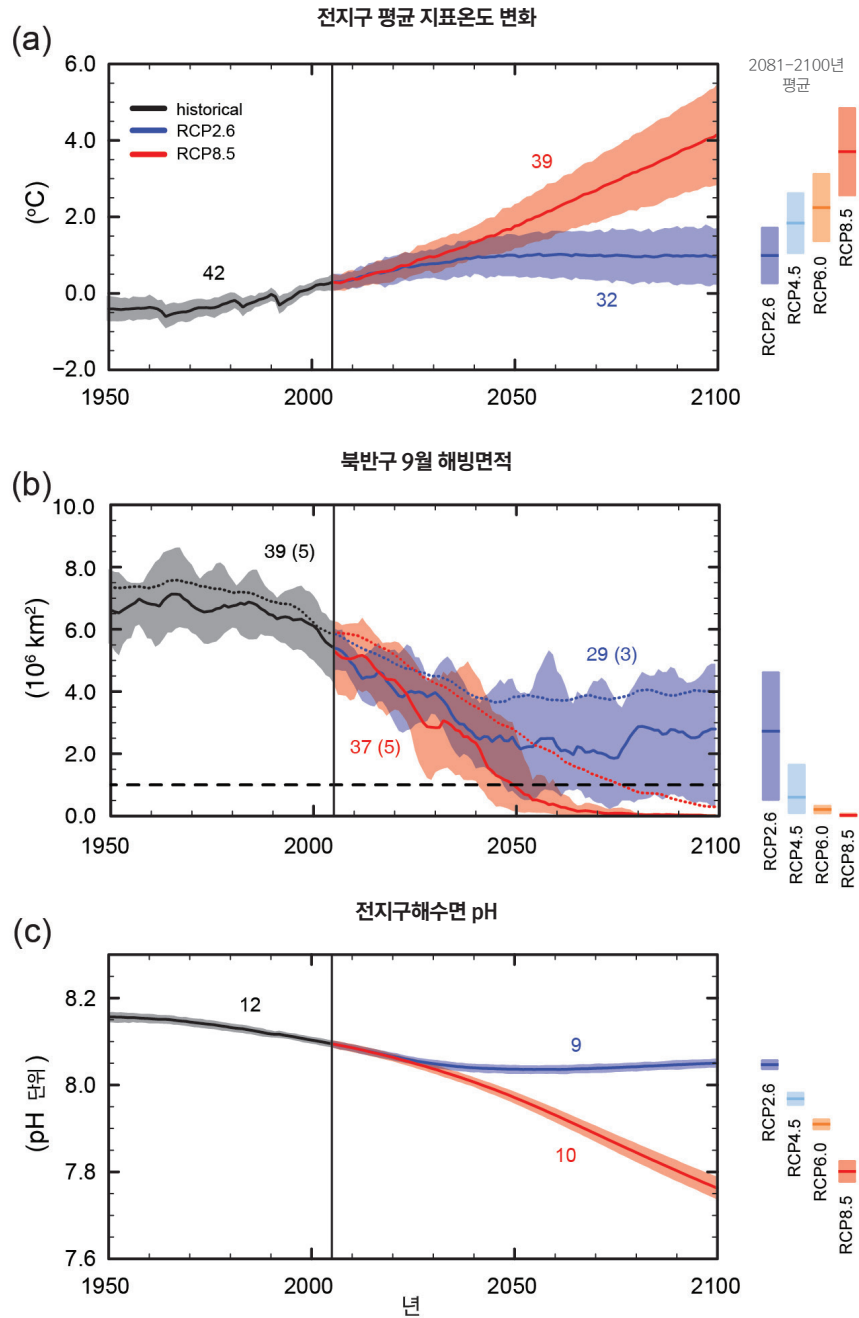 전지구 평균 지표온도 변화
(a)
6.0
4.0
2.0
0.0
−2.0
(ºC)
historical
RCP2.6
RCP8.5
42
39
32
1950
2000
2050
2100
2081−2100년
평균
RCP2.6
RCP4.5
RCP6.0
RCP8.5
북반구 9월 해빙면적
(b)
10.0
8.0
6.0
4.0
2.0
0.0
(10⁶ km²)
39 (5)
29 (3)
37 (5)
1950
2000
2050
2100
RCP2.6
RCP4.5
RCP6.0
RCP8.5
전지구해수면 pH
(c)
8.2
8.0
7.8
7.6
(pH 단위)
12
9
10
1950
2000
2050
2100
년
RCP2.6
RCP4.5
RCP6.0
RCP8.5